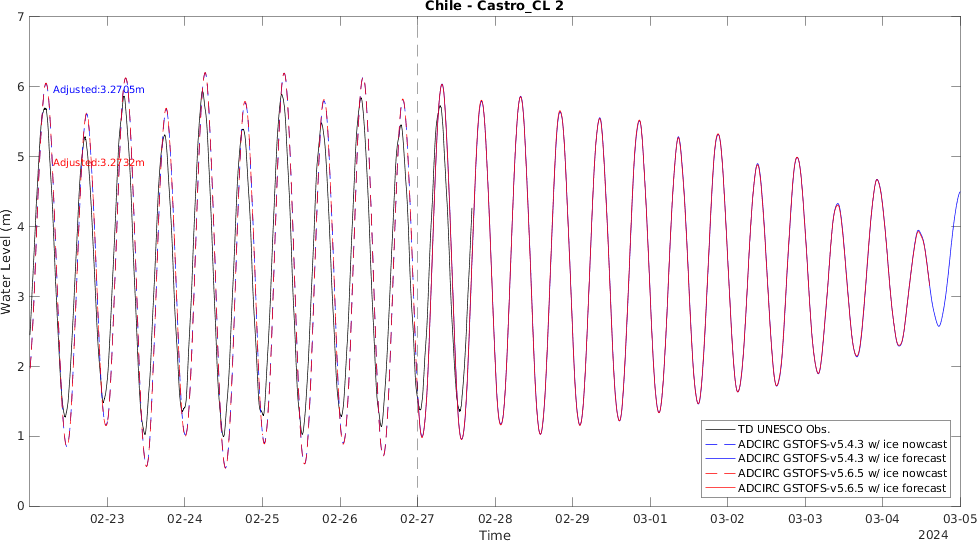 Chile - Castro_CL 2
7
6
5
4
3
2
1
0
Water Level (m)
Adjusted:3.2705m
Adjusted:3.2732m
TD UNESCO Obs.
ADCIRC GSTOFS-v5.4.3 w/ ice nowcast
ADCIRC GSTOFS-v5.4.3 w/ ice forecast
ADCIRC GSTOFS-v5.6.5 w/ ice nowcast
ADCIRC GSTOFS-v5.6.5 w/ ice forecast
02-23 02-24 02-25 02-26 02-27 02-28 02-29 03-01 03-02 03-03 03-04 03-05
Time
2024